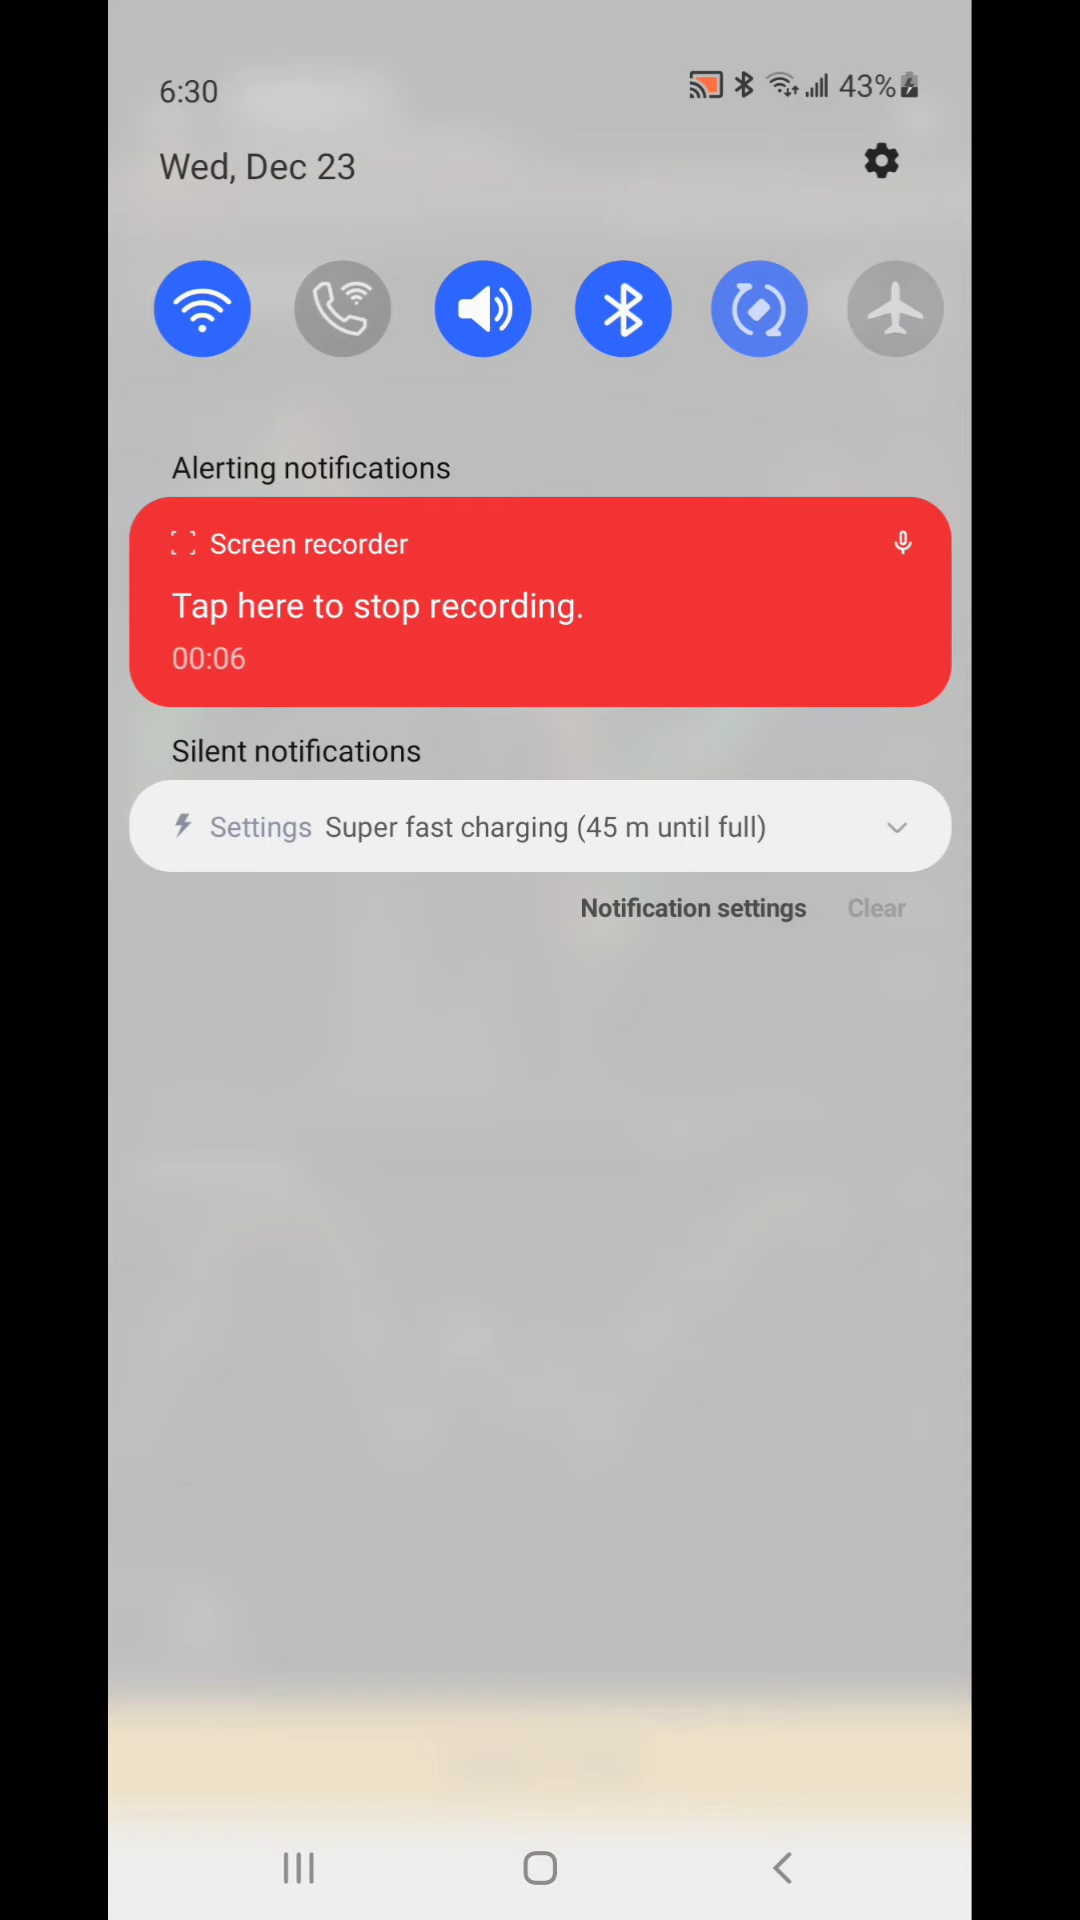 6:30 43%
Wed, Dec 23
Alerting notifications
Screen recorder
Tap here to stop recording.
00:06
Silent notifications
Settings Super fast charging (45 m until full)
Notification settings Clear